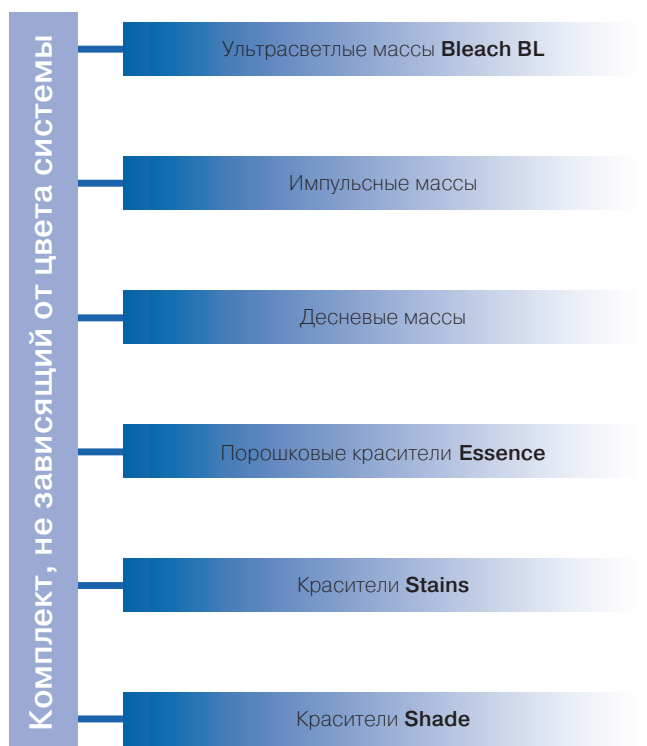 Комплект, не зависящий от цвета системы
Ультрасветлые массы Bleach BL
Импульсные массы
Десневые массы
Порошковые красители Essence
Красители Stains
Красители Shade